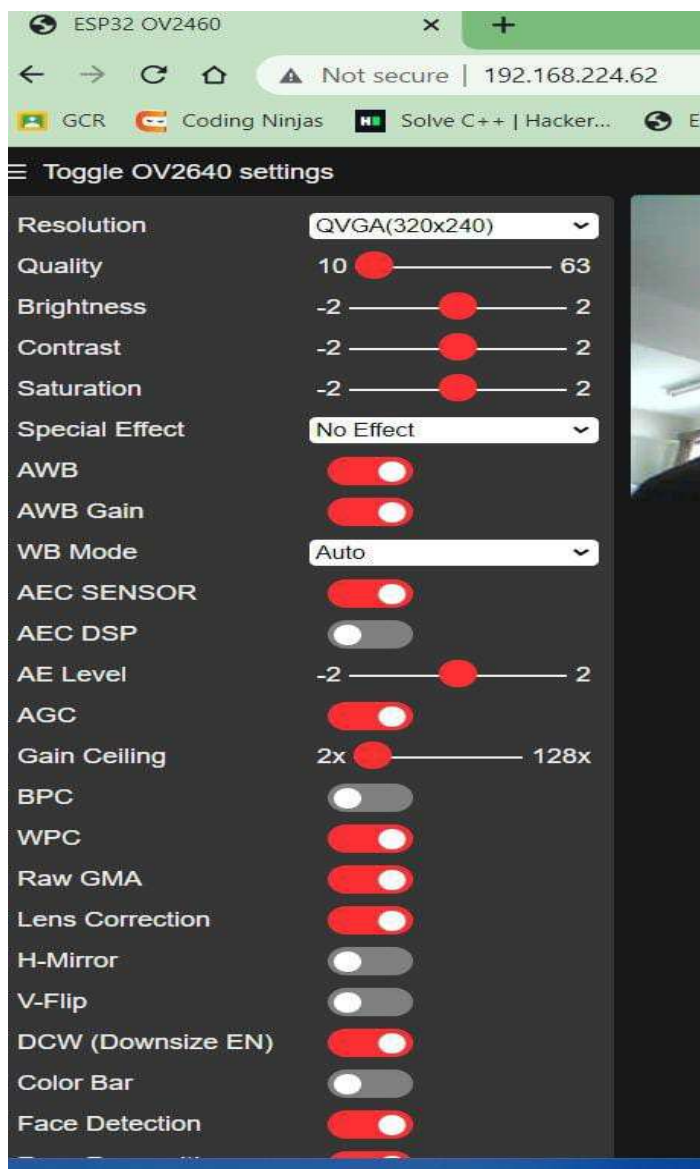 ESP32 OV2460
Not secure | 192.168.224.62
GCR Coding Ninjas Solve C++ | Hacker... E
Toggle OV2640 settings
Resolution QVGA(320x240)
Quality 10 63
Brightness -2 2
Contrast -2 2
Saturation -2 2
Special Effect No Effect
AWB
AWB Gain
WB Mode Auto
AEC SENSOR
AEC DSP
AE Level -2 2
AGC
Gain Ceiling 2x 128x
BPC
WPC
Raw GMA
Lens Correction
H-Mirror
V-Flip
DCW (Downsize EN)
Color Bar
Face Detection